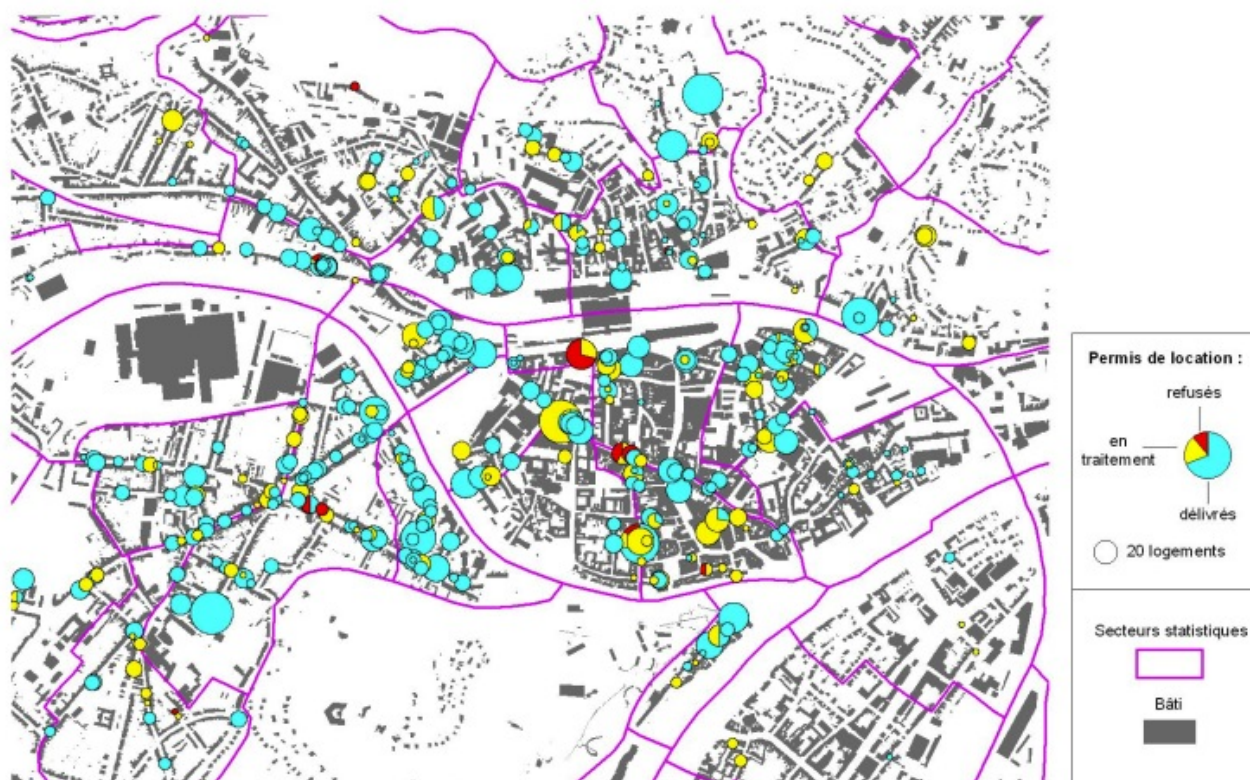 Permis de location :
refusés
en
traitement
délivrés
20 logements
Secteurs statistiques
Bâti